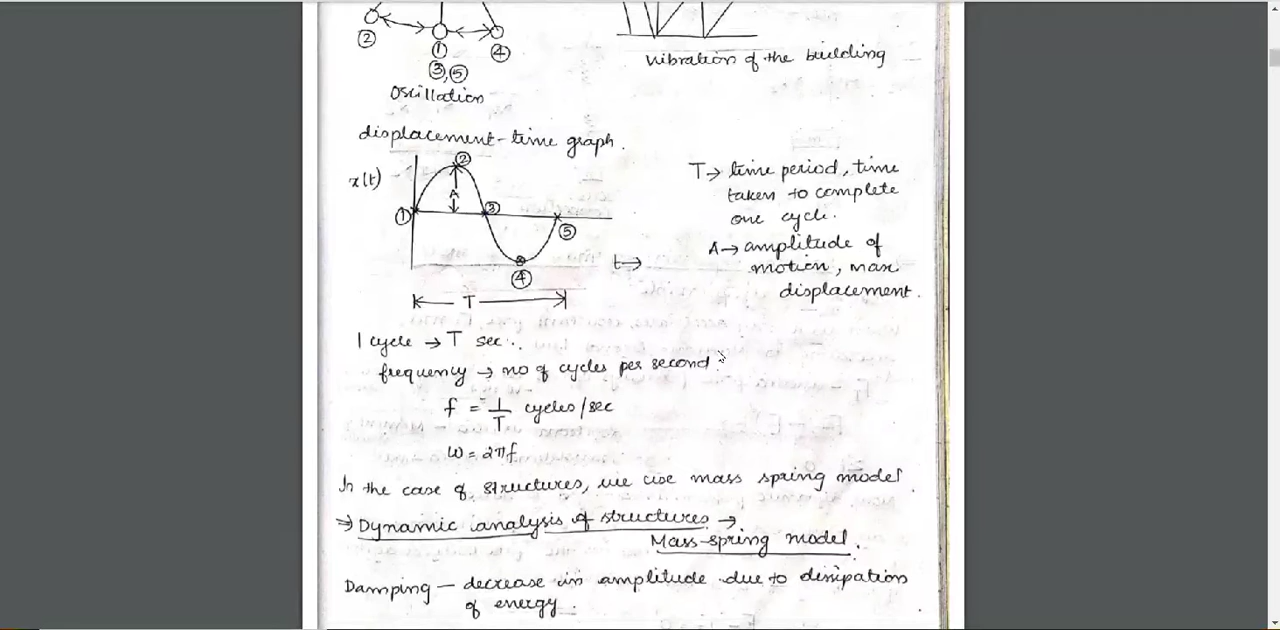 ② ① ④
③,⑤
Oscillation
Vibration of the building
displacement-time graph.
x(t)
①
②
A
③
④
⑤
t→
T
T→ time period, time
taken to complete
one cycle.
A→ amplitude of
motion, max
displacement.
1 cycle → T sec.
frequency → no of cycles per second.
f = 1/T cycles/sec
ω = 2πf
In the case of structures, we use mass spring model.
⇒ Dynamic analysis of structures →
Mass-spring model.
Damping — decrease in amplitude due to dissipation
of energy.